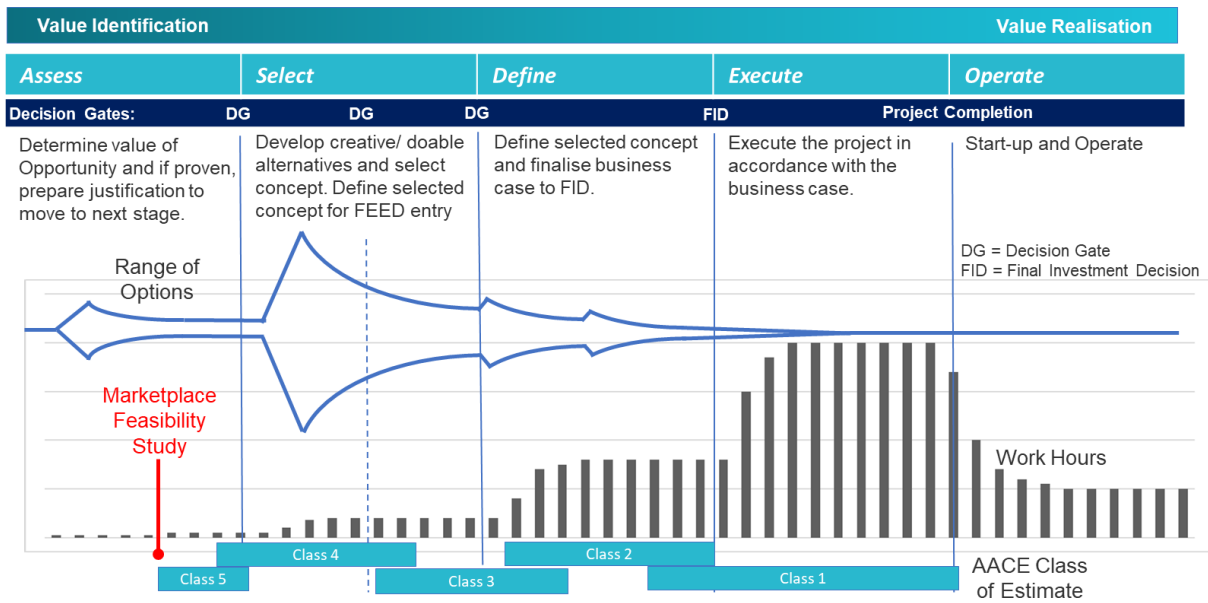 Value Identification
Value Realisation
Assess
Select
Define
Execute
Operate
Decision Gates:
DG
DG
DG
FID
Project Completion
Determine value of
Opportunity and if proven,
prepare justification to
move to next stage.
Develop creative/ doable
alternatives and select
concept. Define selected
concept for FEED entry
Define selected concept
and finalise business
case to FID.
Execute the project in
accordance with the
business case.
Start-up and Operate
DG = Decision Gate
FID = Final Investment Decision
Range of
Options
Marketplace
Feasibility
Study
Work Hours
Class 4
Class 2
Class 5
Class 3
Class 1
AACE Class
of Estimate